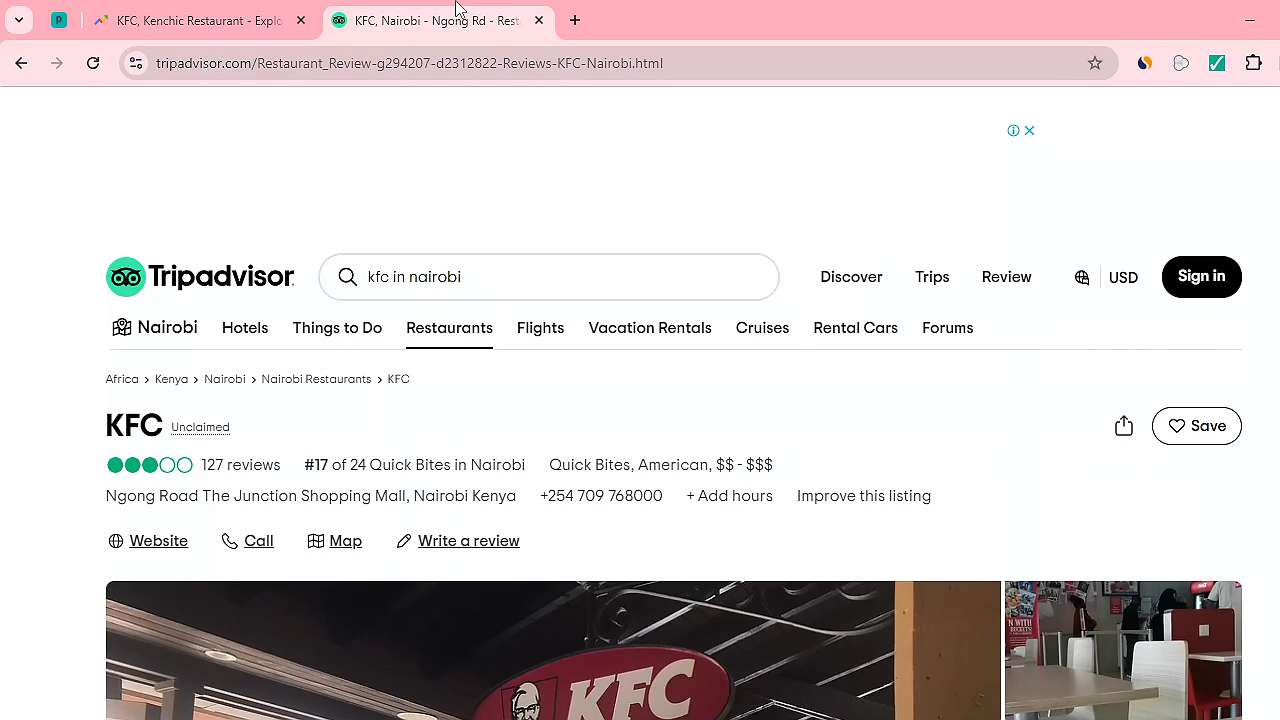 KFC, Kenchic Restaurant - Explo
KFC, Nairobi - Ngong Rd - Rest
tripadvisor.com/Restaurant_Review-g294207-d2312822-Reviews-KFC-Nairobi.html
Tripadvisor
kfc in nairobi
Discover
Trips
Review
USD
Sign in
Nairobi
Hotels
Things to Do
Restaurants
Flights
Vacation Rentals
Cruises
Rental Cars
Forums
Africa > Kenya > Nairobi > Nairobi Restaurants > KFC
KFC Unclaimed
Save
127 reviews #17 of 24 Quick Bites in Nairobi Quick Bites, American, $$ - $$$
Ngong Road The Junction Shopping Mall, Nairobi Kenya +254 709 768000 + Add hours Improve this listing
Website
Call
Map
Write a review
KFC